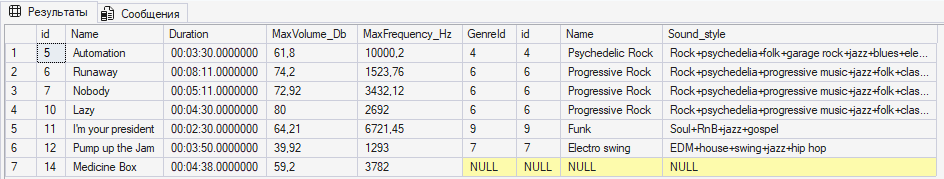 Результаты Сообщения
id Name Duration MaxVolume_Db MaxFrequency_Hz GenreId id Name Sound_style
1 5 Automation 00:03:30.0000000 61,8 10000,2 4 4 Psychedelic Rock Rock+psychedelia+folk+garage rock+jazz+blues+ele...
2 6 Runaway 00:08:11.0000000 74,2 1523,76 6 6 Progressive Rock Rock+psychedelia+progressive music+jazz+folk+clas...
3 7 Nobody 00:05:11.0000000 72,92 3432,12 6 6 Progressive Rock Rock+psychedelia+progressive music+jazz+folk+clas...
4 10 Lazy 00:04:30.0000000 80 2692 6 6 Progressive Rock Rock+psychedelia+progressive music+jazz+folk+clas...
5 11 I'm your president 00:02:30.0000000 64,21 6721,45 9 9 Funk Soul+RnB+jazz+gospel
6 12 Pump up the Jam 00:03:50.0000000 39,92 1293 7 7 Electro swing EDM+house+swing+jazz+hip hop
7 14 Medicine Box 00:04:38.0000000 59,2 3782 NULL NULL NULL NULL